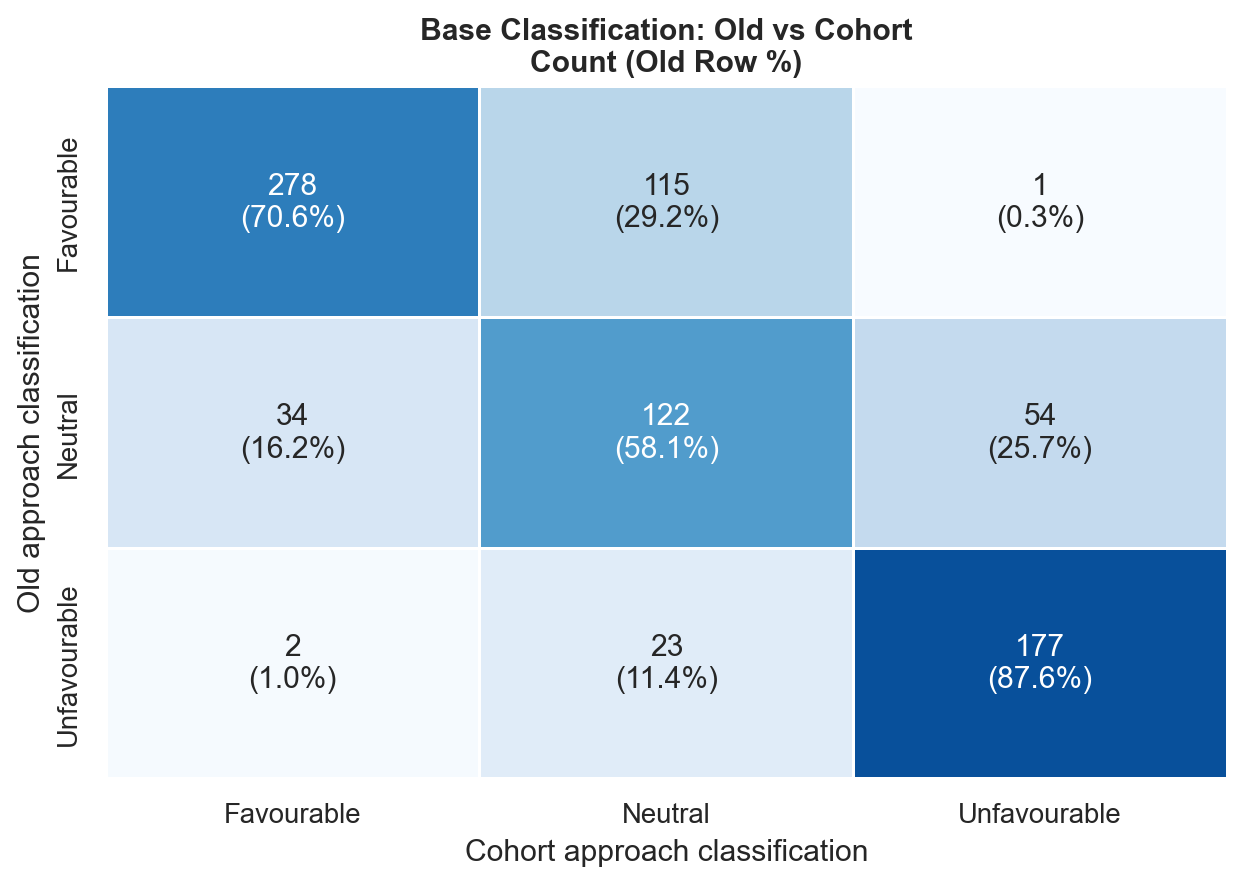 Base Classification: Old vs Cohort
Count (Old Row %)
Old approach classification
Favourable
278
(70.6%)
115
(29.2%)
1
(0.3%)
Neutral
34
(16.2%)
122
(58.1%)
54
(25.7%)
Unfavourable
2
(1.0%)
23
(11.4%)
177
(87.6%)
Favourable
Neutral
Unfavourable
Cohort approach classification